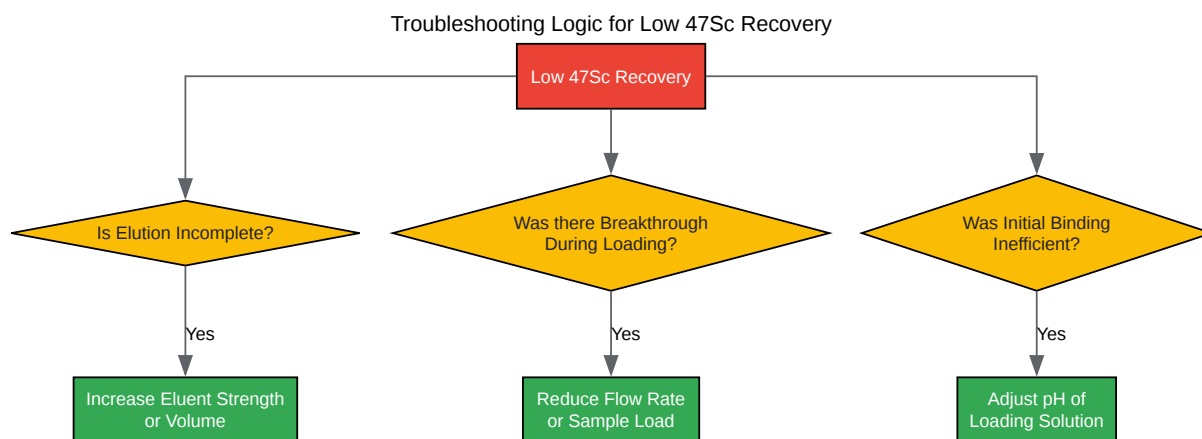 Troubleshooting Logic for Low 47Sc Recovery
Low 47Sc Recovery
Is Elution Incomplete?
Was there Breakthrough
During Loading?
Was Initial Binding
Inefficient?
Yes
Yes
Yes
Increase Eluent Strength
or Volume
Reduce Flow Rate
or Sample Load
Adjust pH of
Loading Solution